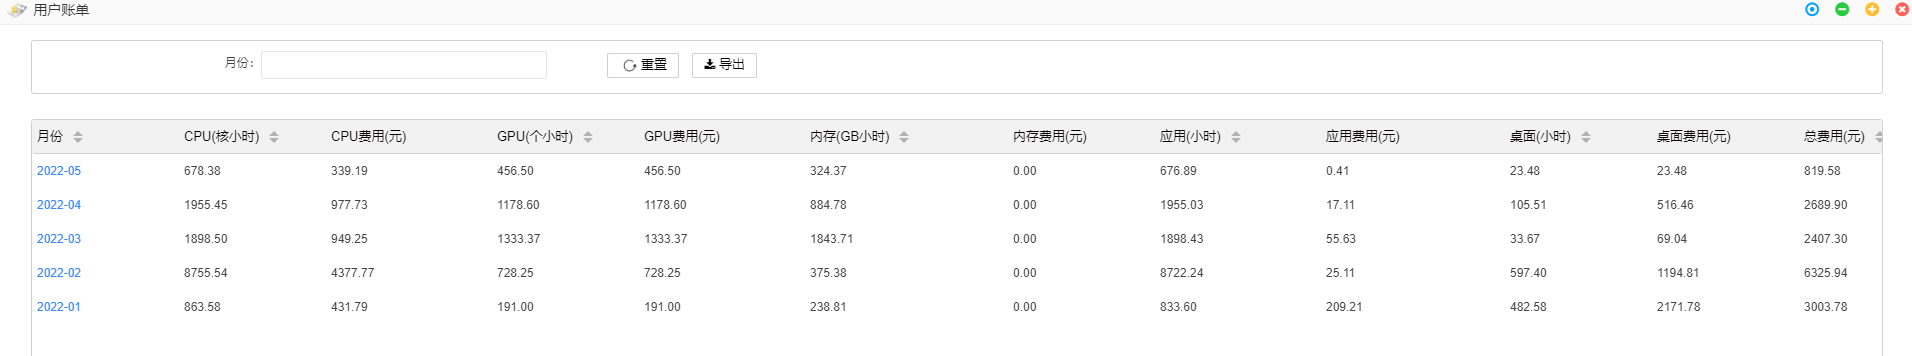 用户账单
月份: 重置 导出
月份 CPU(核小时) CPU费用(元) GPU(个小时) GPU费用(元) 内存(GB小时) 内存费用(元) 应用(小时) 应用费用(元) 桌面(小时) 桌面费用(元) 总费用(元)
2022-05 678.38 339.19 456.50 456.50 324.37 0.00 676.89 0.41 23.48 23.48 819.58
2022-04 1955.45 977.73 1178.60 1178.60 884.78 0.00 1955.03 17.11 105.51 516.46 2689.90
2022-03 1898.50 949.25 1333.37 1333.37 1843.71 0.00 1898.43 55.63 33.67 69.04 2407.30
2022-02 8755.54 4377.77 728.25 728.25 375.38 0.00 8722.24 25.11 597.40 1194.81 6325.94
2022-01 863.58 431.79 191.00 191.00 238.81 0.00 833.60 209.21 482.58 2171.78 3003.78